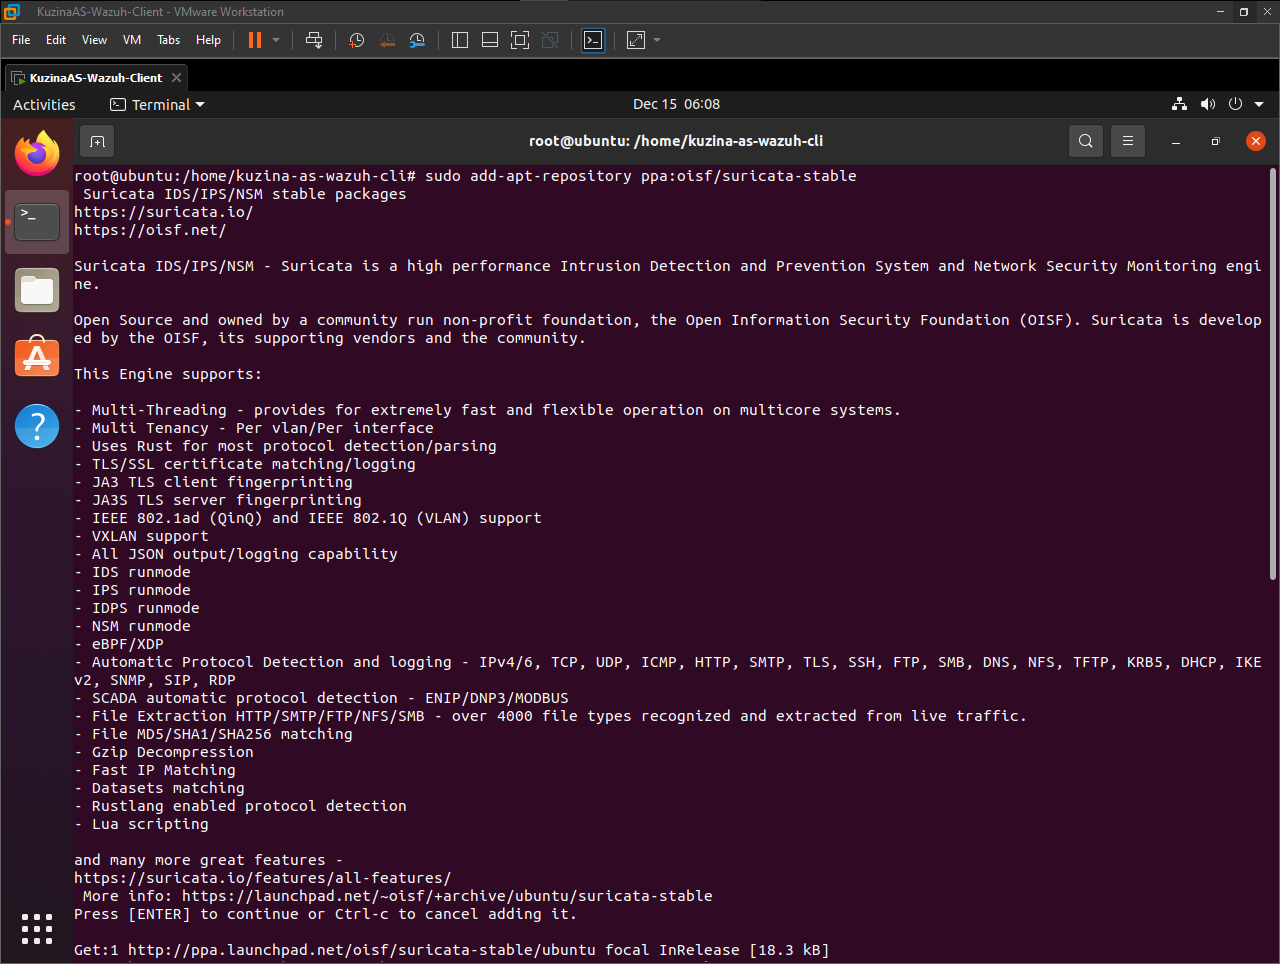 KuzinaAS-Wazuh-Client - VMware Workstation
File Edit View VM Tabs Help
KuzinaAS-Wazuh-Client
Activities Terminal Dec 15 06:08
root@ubuntu: /home/kuzina-as-wazuh-cli
root@ubuntu:/home/kuzina-as-wazuh-cli# sudo add-apt-repository ppa:oisf/suricata-stable
Suricata IDS/IPS/NSM stable packages
https://suricata.io/
https://oisf.net/
Suricata IDS/IPS/NSM - Suricata is a high performance Intrusion Detection and Prevention System and Network Security Monitoring engi
ne.
Open Source and owned by a community run non-profit foundation, the Open Information Security Foundation (OISF). Suricata is develop
ed by the OISF, its supporting vendors and the community.
This Engine supports:
- Multi-Threading - provides for extremely fast and flexible operation on multicore systems.
- Multi Tenancy - Per vlan/Per interface
- Uses Rust for most protocol detection/parsing
- TLS/SSL certificate matching/logging
- JA3 TLS client fingerprinting
- JA3S TLS server fingerprinting
- IEEE 802.1ad (QinQ) and IEEE 802.1Q (VLAN) support
- VXLAN support
- All JSON output/logging capability
- IDS runmode
- IPS runmode
- IDPS runmode
- NSM runmode
- eBPF/XDP
- Automatic Protocol Detection and logging - IPv4/6, TCP, UDP, ICMP, HTTP, SMTP, TLS, SSH, FTP, SMB, DNS, NFS, TFTP, KRB5, DHCP, IKE
v2, SNMP, SIP, RDP
- SCADA automatic protocol detection - ENIP/DNP3/MODBUS
- File Extraction HTTP/SMTP/FTP/NFS/SMB - over 4000 file types recognized and extracted from live traffic.
- File MD5/SHA1/SHA256 matching
- Gzip Decompression
- Fast IP Matching
- Datasets matching
- Rustlang enabled protocol detection
- Lua scripting
and many more great features -
https://suricata.io/features/all-features/
More info: https://launchpad.net/~oisf/+archive/ubuntu/suricata-stable
Press [ENTER] to continue or Ctrl-c to cancel adding it.
Get:1 http://ppa.launchpad.net/oisf/suricata-stable/ubuntu focal InRelease [18.3 kB]